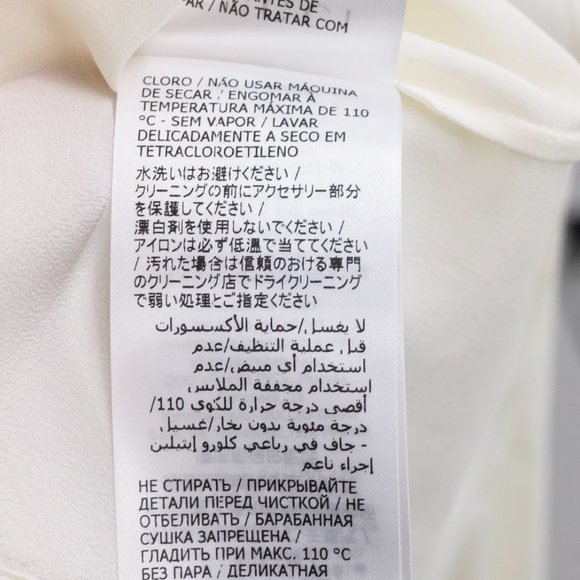 ANTES DE
AR / NÃO TRATAR COM
CLORO / NÃO USAR MÁQUINA
DE SECAR / ENGOMAR À
TEMPERATURA MÁXIMA DE 110
°C - SEM VAPOR / LAVAR
DELICADAMENTE A SECO EM
TETRACLOROETILENO
水洗いはお避けください /
クリーニングの前にアクセサリー部分
を保護してください /
漂白剤を使用しないでください /
アイロンは必ず低温で当ててください
/ 汚れた場合は信頼のおける専門
のクリーニング店でドライクリーニング
で弱い処理とご指定ください
لا يغسل/حماية الأكسسورات
قبل عملية التنظيف/عدم
استخدام أي مبيض/عدم
استخدام مجففة الملابس
أقصى درجة حرارة للكوى 110/
درجة مئوية بدون بخار/غسيل
- جاف في رباعي كلورو إيثيلين
إجراء ناعم
НЕ СТИРАТЬ / ПРИКРЫВАЙТЕ
ДЕТАЛИ ПЕРЕД ЧИСТКОЙ / НЕ
ОТБЕЛИВАТЬ / БАРАБАННАЯ
СУШКА ЗАПРЕЩЕНА /
ГЛАДИТЬ ПРИ МАКС. 110 °C
БЕЗ ПАРА / ДЕЛИКАТНАЯ